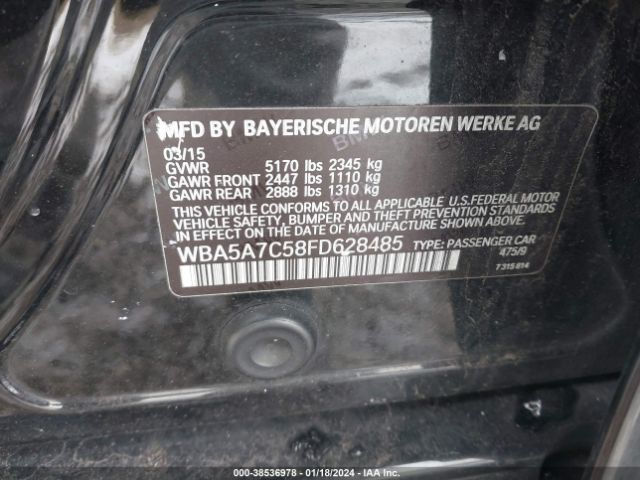 MFD BY BAYERISCHE MOTOREN WERKE AG
03/15
GVWR 5170 lbs 2345 kg
GAWR FRONT 2447 lbs 1110 kg
GAWR REAR 2888 lbs 1310 kg
THIS VEHICLE CONFORMS TO ALL APPLICABLE U.S.FEDERAL MOTOR
VEHICLE SAFETY, BUMPER AND THEFT PREVENTION STANDARDS
IN EFFECT ON THE DATE OF MANUFACTURE SHOWN ABOVE.
WBA5A7C58FD628485 TYPE: PASSENGER CAR
475/9
7 315 814
000-38536978 - 01/18/2024 - IAA Inc.